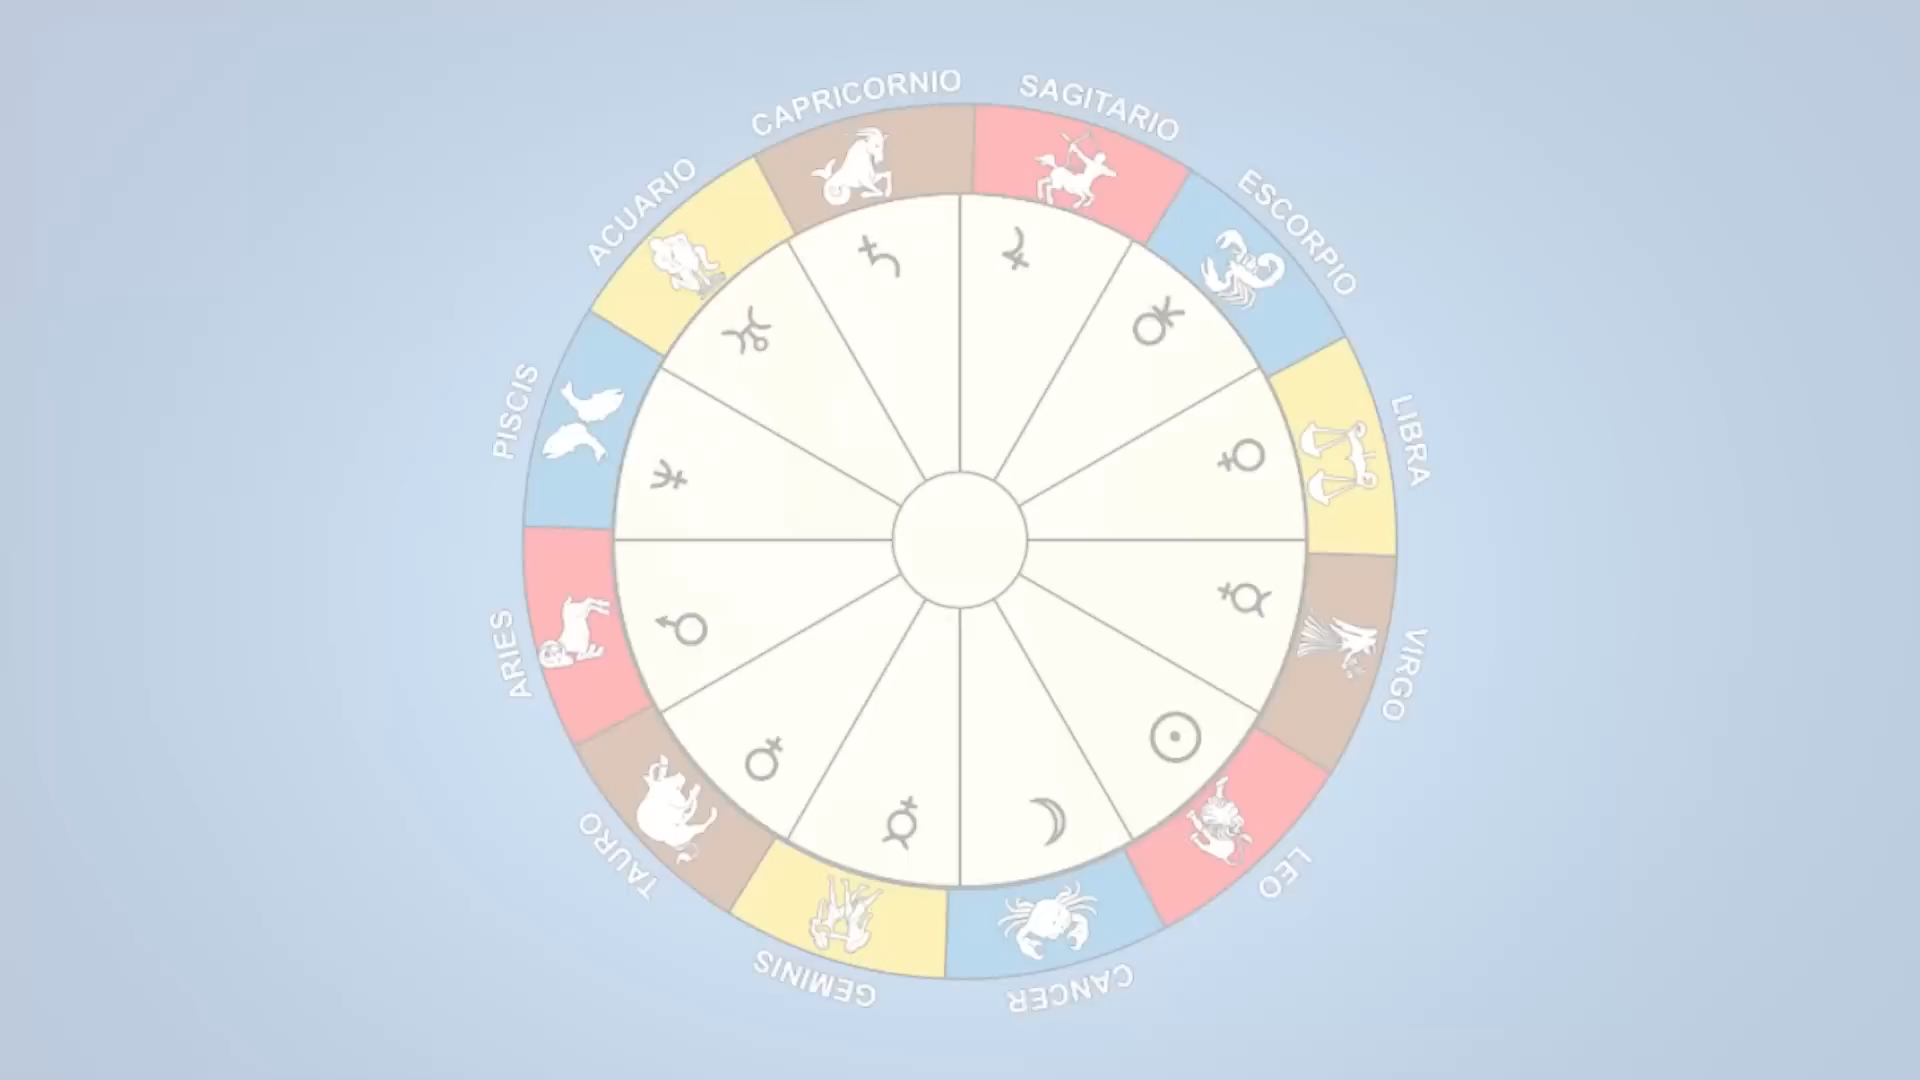 CAPRICORNIO
SAGITARIO
ESCORPIO
LIBRA
VIRGO
LEO
CANCER
GEMINIS
TAURO
ARIES
PISCIS
ACUARIO